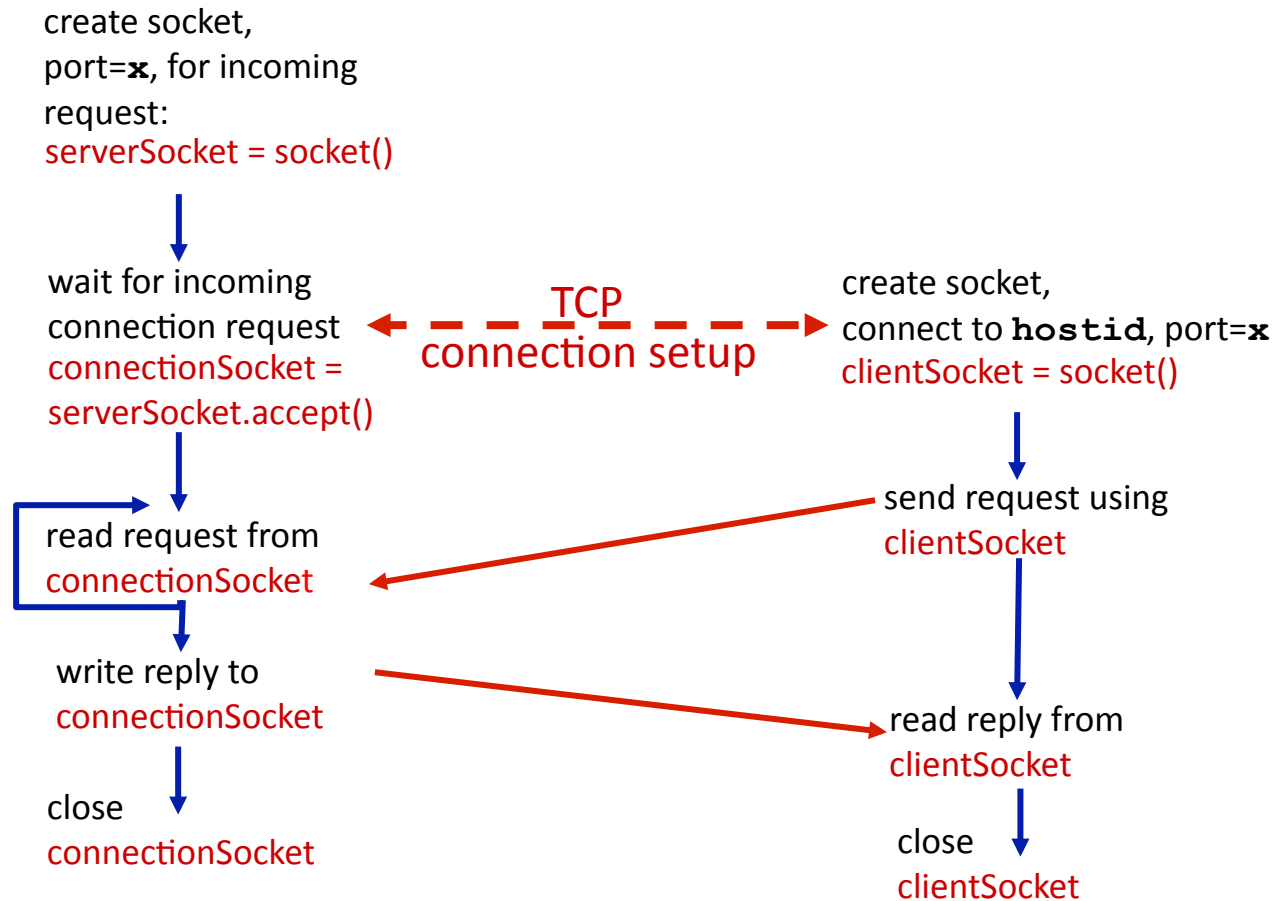 create socket,
port=x, for incoming
request:
serverSocket = socket()
wait for incoming
connection request
connectionSocket =
serverSocket.accept()
TCP
connection setup
create socket,
connect to hostid, port=x
clientSocket = socket()
send request using
clientSocket
read request from
connectionSocket
write reply to
connectionSocket
read reply from
clientSocket
close
connectionSocket
close
clientSocket